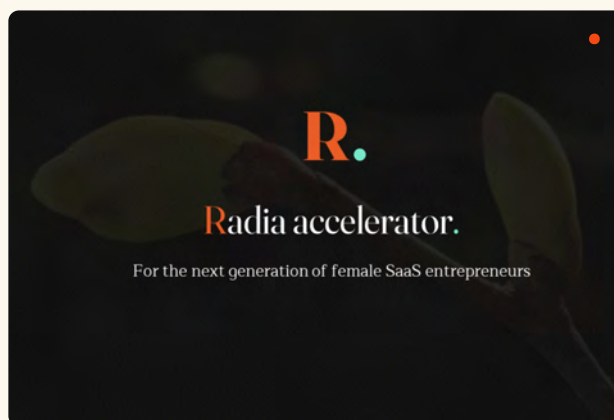 R.
Radia accelerator.
For the next generation of female SaaS entrepreneurs